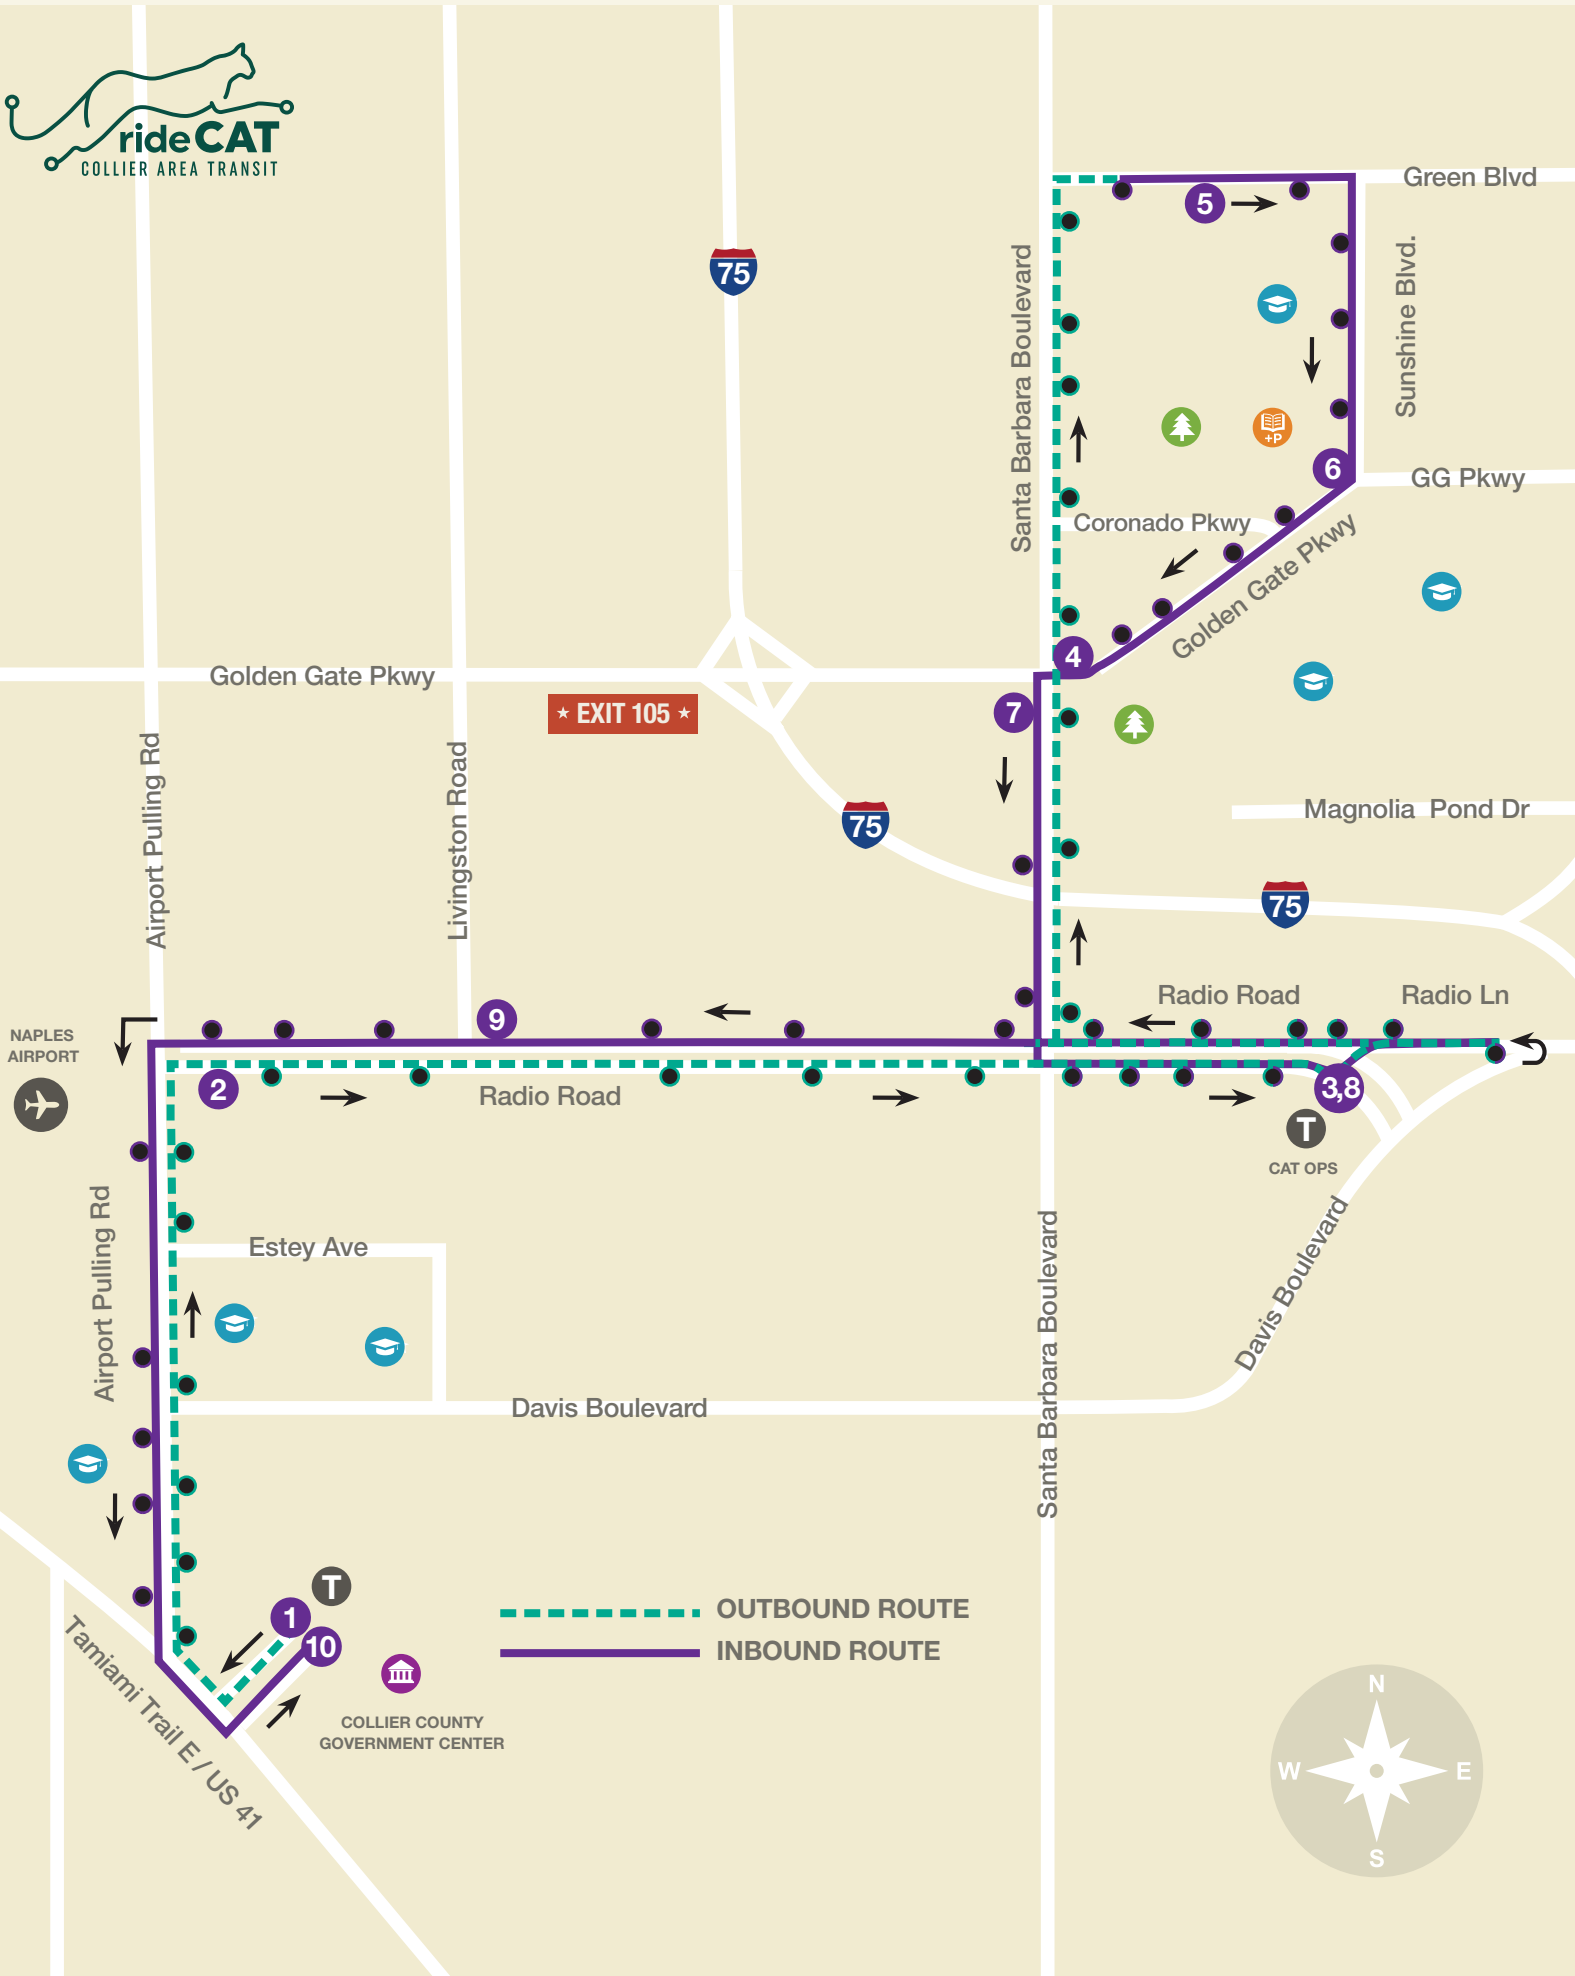 rideCAT
COLLIER AREA TRANSIT
Green Blvd
5
75
Santa Barbara Boulevard
Sunshine Blvd.
+P
6
GG Pkwy
Coronado Pkwy
Golden Gate Pkwy
4
Golden Gate Pkwy
★ EXIT 105 ★
7
Airport Pulling Rd
Livingston Road
75
Magnolia Pond Dr
75
Radio Road
Radio Ln
9
NAPLES
AIRPORT
2
Radio Road
3,8
T
CAT OPS
Airport Pulling Rd
Estey Ave
Santa Barbara Boulevard
Davis Boulevard
Davis Boulevard
T
1
10
OUTBOUND ROUTE
INBOUND ROUTE
Tamiami Trail E / US 41
COLLIER COUNTY
GOVERNMENT CENTER
N
W
E
S